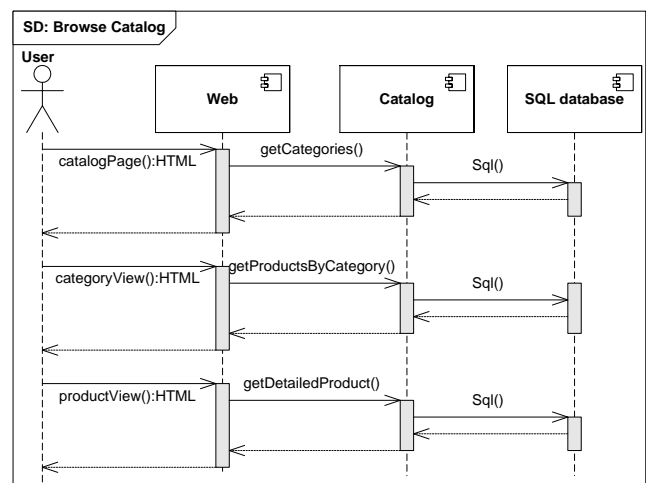 SD: Browse Catalog
User
Web
Catalog
SQL database
catalogPage():HTML
getCategories()
Sql()
categoryView():HTML
getProductsByCategory()
Sql()
productView():HTML
getDetailedProduct()
Sql()